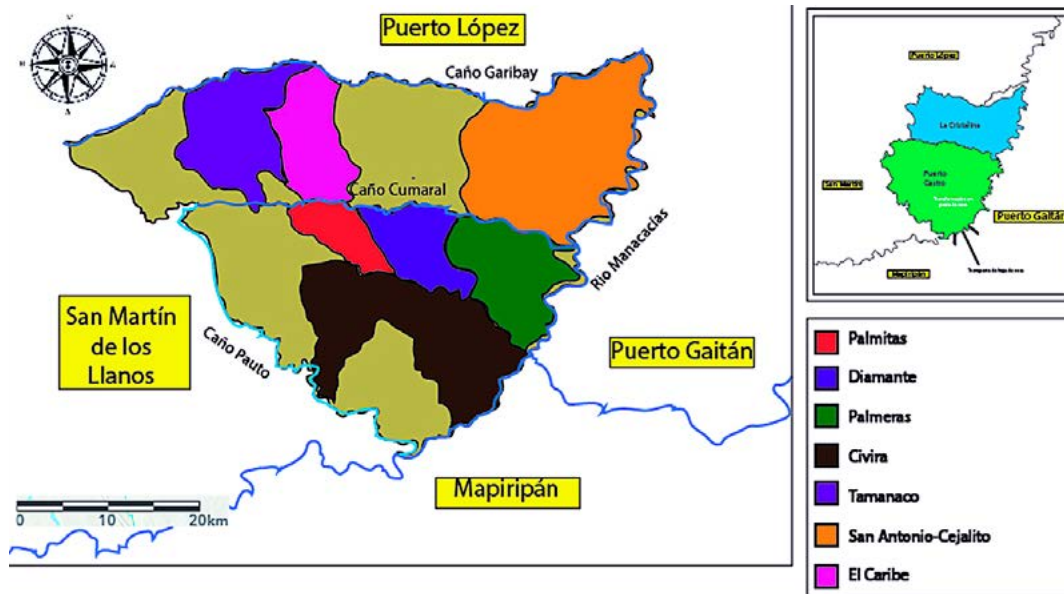 Puerto López
Caño Garibay
Caño Cumaral
Rio Manacacías
San Martín
de los
Llanos
Caño Pauto
Puerto Gaitán
Mapiripán
0 10 20km
Puerto López
La Cristalina
Puerto
San Martín
Puerto Gaitán
Mapiripán
Palmitas
Diamante
Palmeras
Civira
Tamanaco
San Antonio-Cejalito
El Caribe